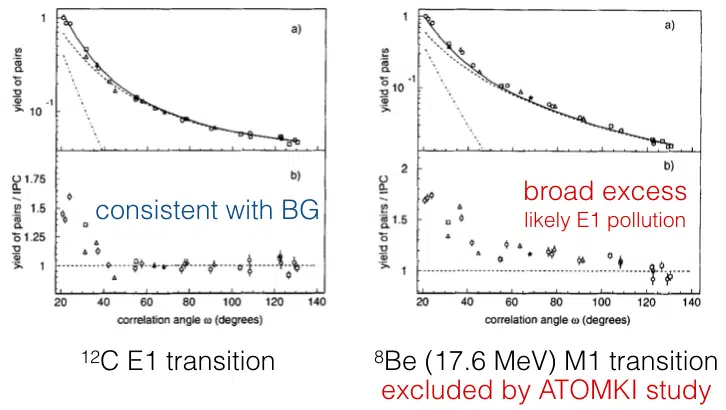 a)
1
10 -1
yield of pairs
b)
1.75
1.5
1.25
1
yield of pairs / IPC
consistent with BG
20 40 60 80 100 120 140
correlation angle ω (degrees)
12C E1 transition
a)
1
10 -1
yield of pairs
b)
2
1.5
1
yield of pairs / IPC
broad excess
likely E1 pollution
20 40 60 80 100 120 140
correlation angle ω (degrees)
8Be (17.6 MeV) M1 transition
excluded by ATOMKI study